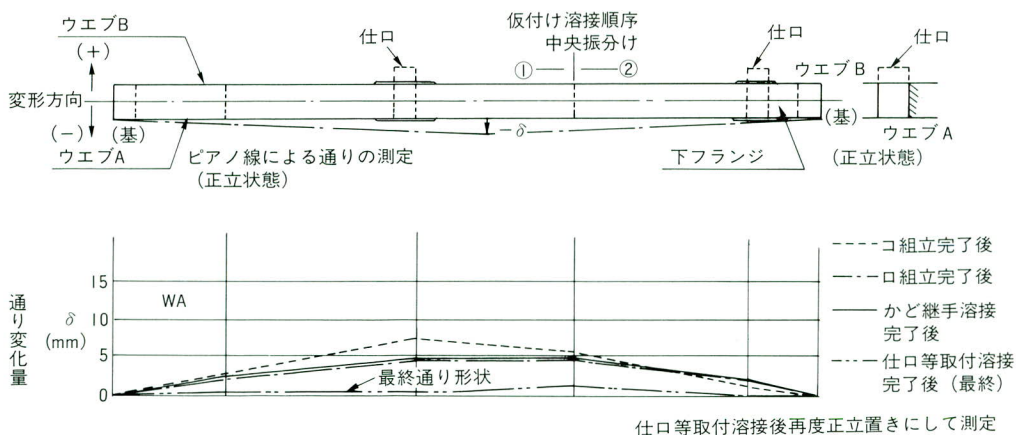 ウエブB
(+)
変形方向
(−)
(基)
ウエブA
ピアノ線による通りの測定
(正立状態)
仕口
仮付け溶接順序
中央振分け
① ②
−δ
仕口
ウエブB
仕口
(基)
ウエブA
(正立状態)
下フランジ
通り変化量
δ
(mm)
15
10
5
0
WA
最終通り形状
コ組立完了後
ロ組立完了後
かど継手溶接
完了後
仕口等取付溶接
完了後(最終)
仕口等取付溶接後再度正立置きにして測定